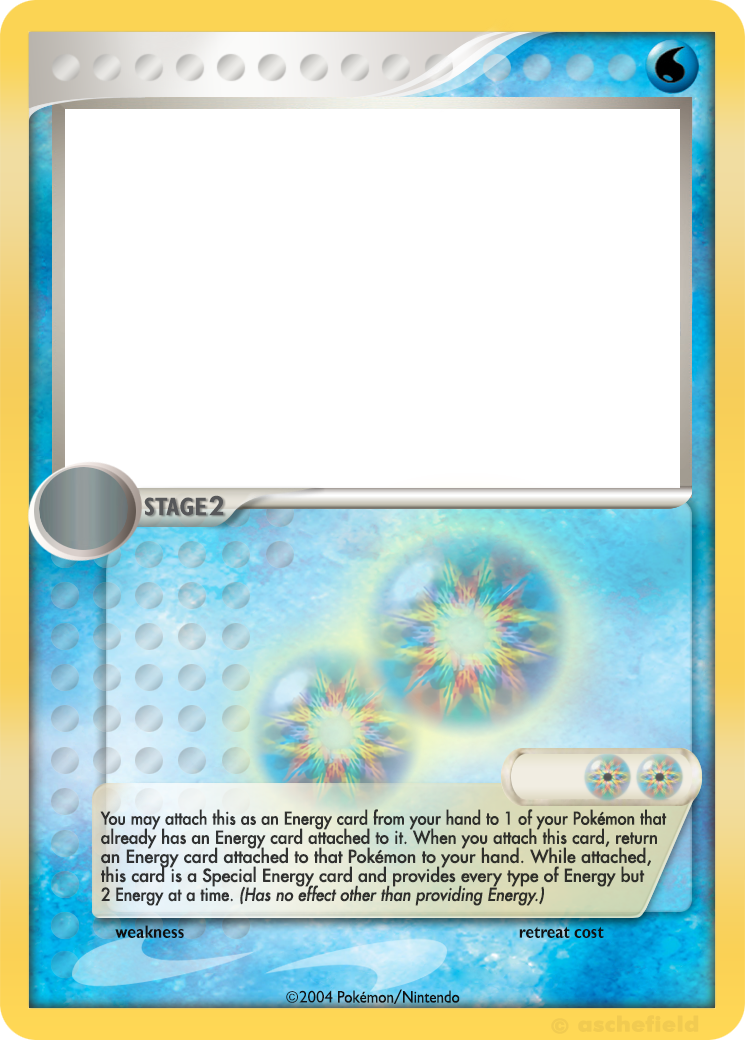 STAGE2
You may attach this as an Energy card from your hand to 1 of your Pokémon that
already has an Energy card attached to it. When you attach this card, return
an Energy card attached to that Pokémon to your hand. While attached,
this card is a Special Energy card and provides every type of Energy but
2 Energy at a time. (Has no effect other than providing Energy.)
weakness
retreat cost
©2004 Pokémon/Nintendo
© aschefield